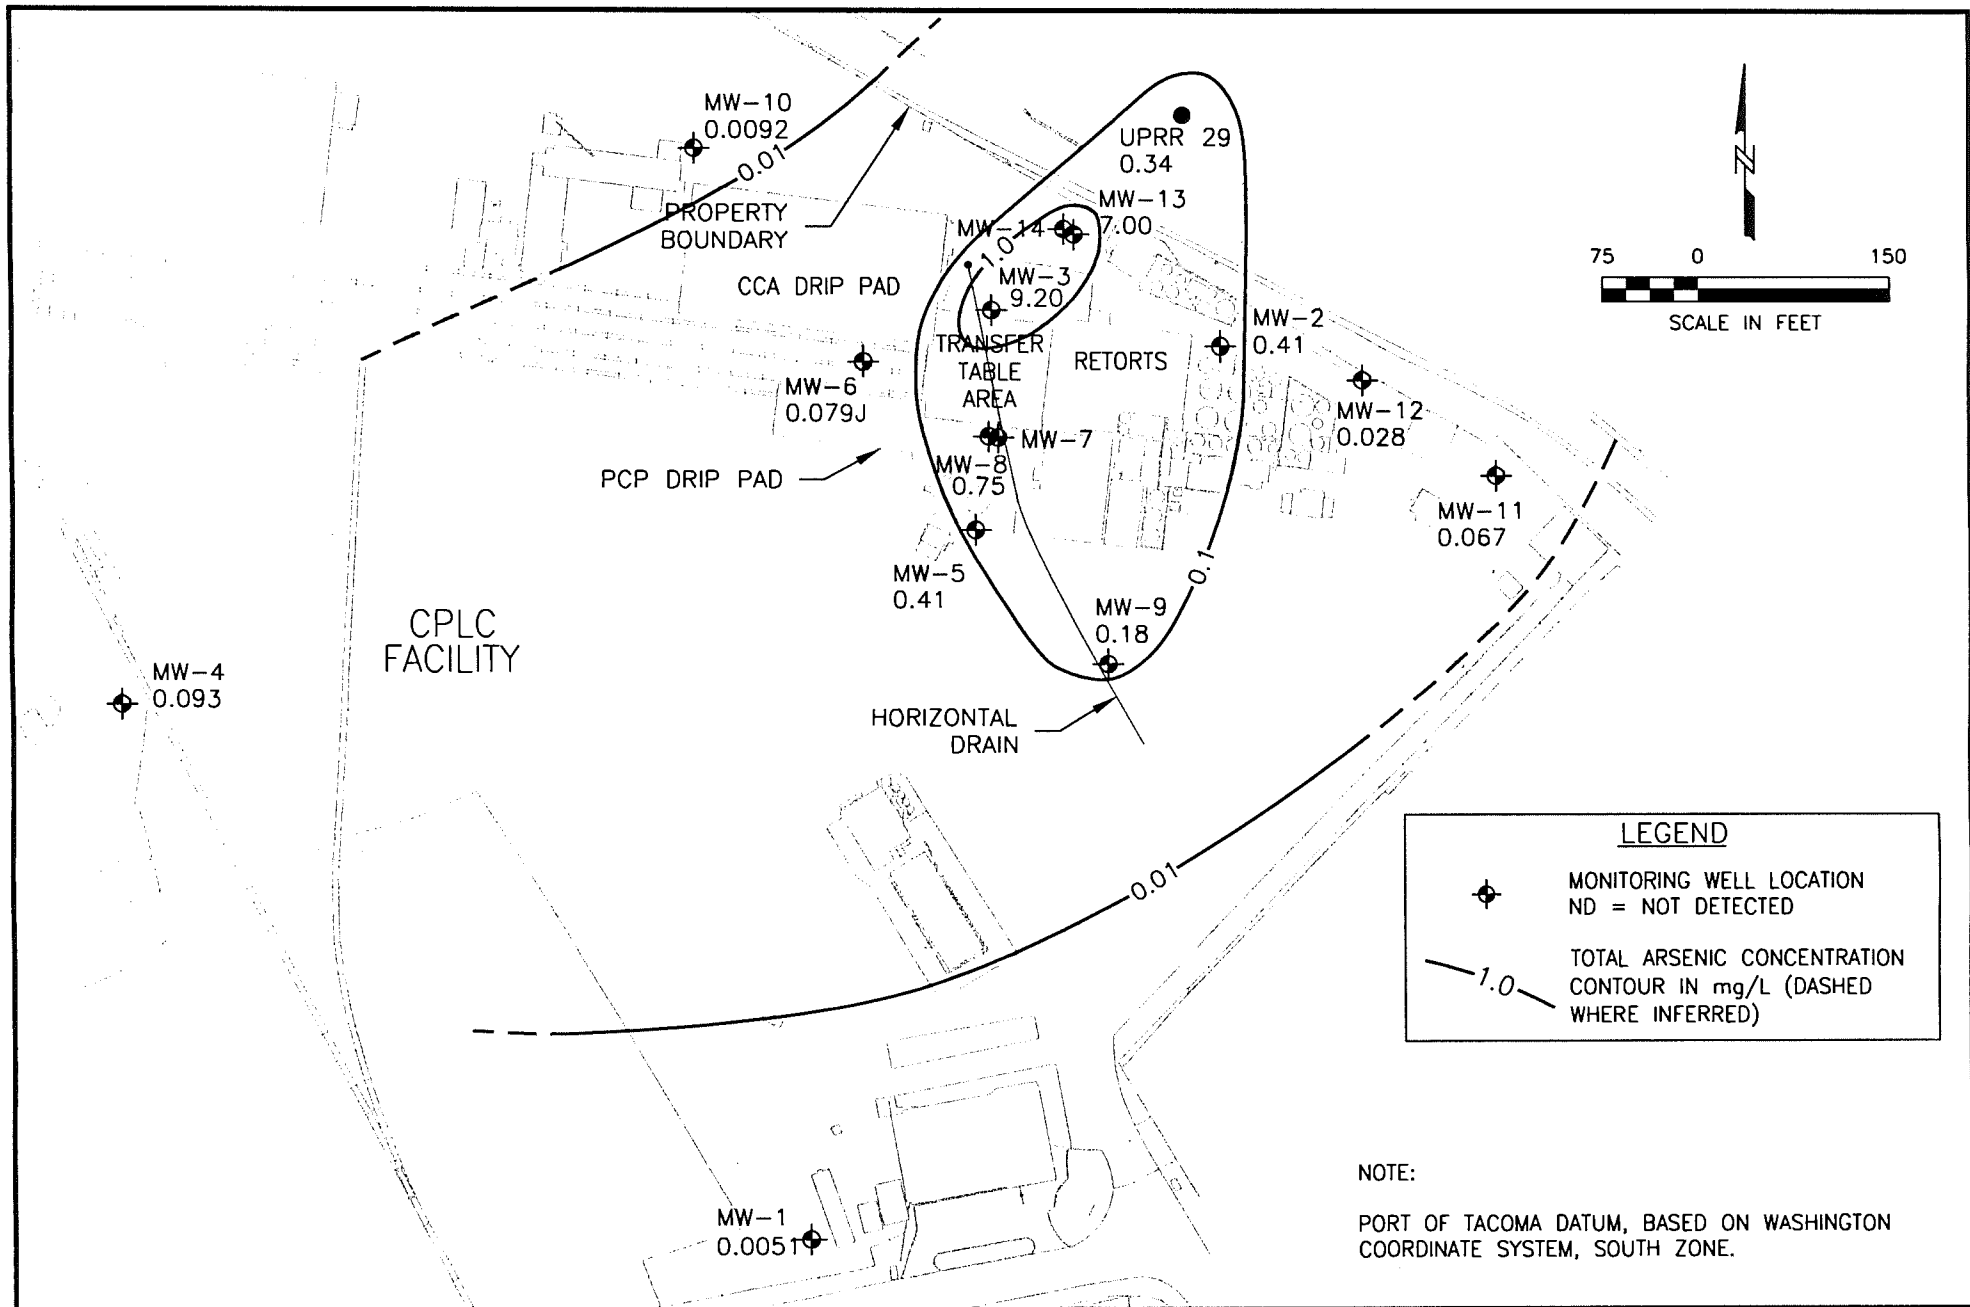 MW-10
0.0092
0.01
PROPERTY
BOUNDARY
UPRR 29
0.34
MW-13
7.00
MW-14
1.0
MW-3
9.20
CCA DRIP PAD
N
75 0 150
SCALE IN FEET
MW-2
0.41
TRANSFER
TABLE
AREA
RETORTS
MW-6
0.079J
MW-12
0.028
MW-7
MW-8
0.75
PCP DRIP PAD
MW-11
0.067
MW-5
0.41
0.1
MW-9
0.18
CPLC
FACILITY
MW-4
0.093
HORIZONTAL
DRAIN
0.01
LEGEND
MONITORING WELL LOCATION
ND = NOT DETECTED
1.0
TOTAL ARSENIC CONCENTRATION
CONTOUR IN mg/L (DASHED
WHERE INFERRED)
MW-1
0.0051
NOTE:
PORT OF TACOMA DATUM, BASED ON WASHINGTON
COORDINATE SYSTEM, SOUTH ZONE.